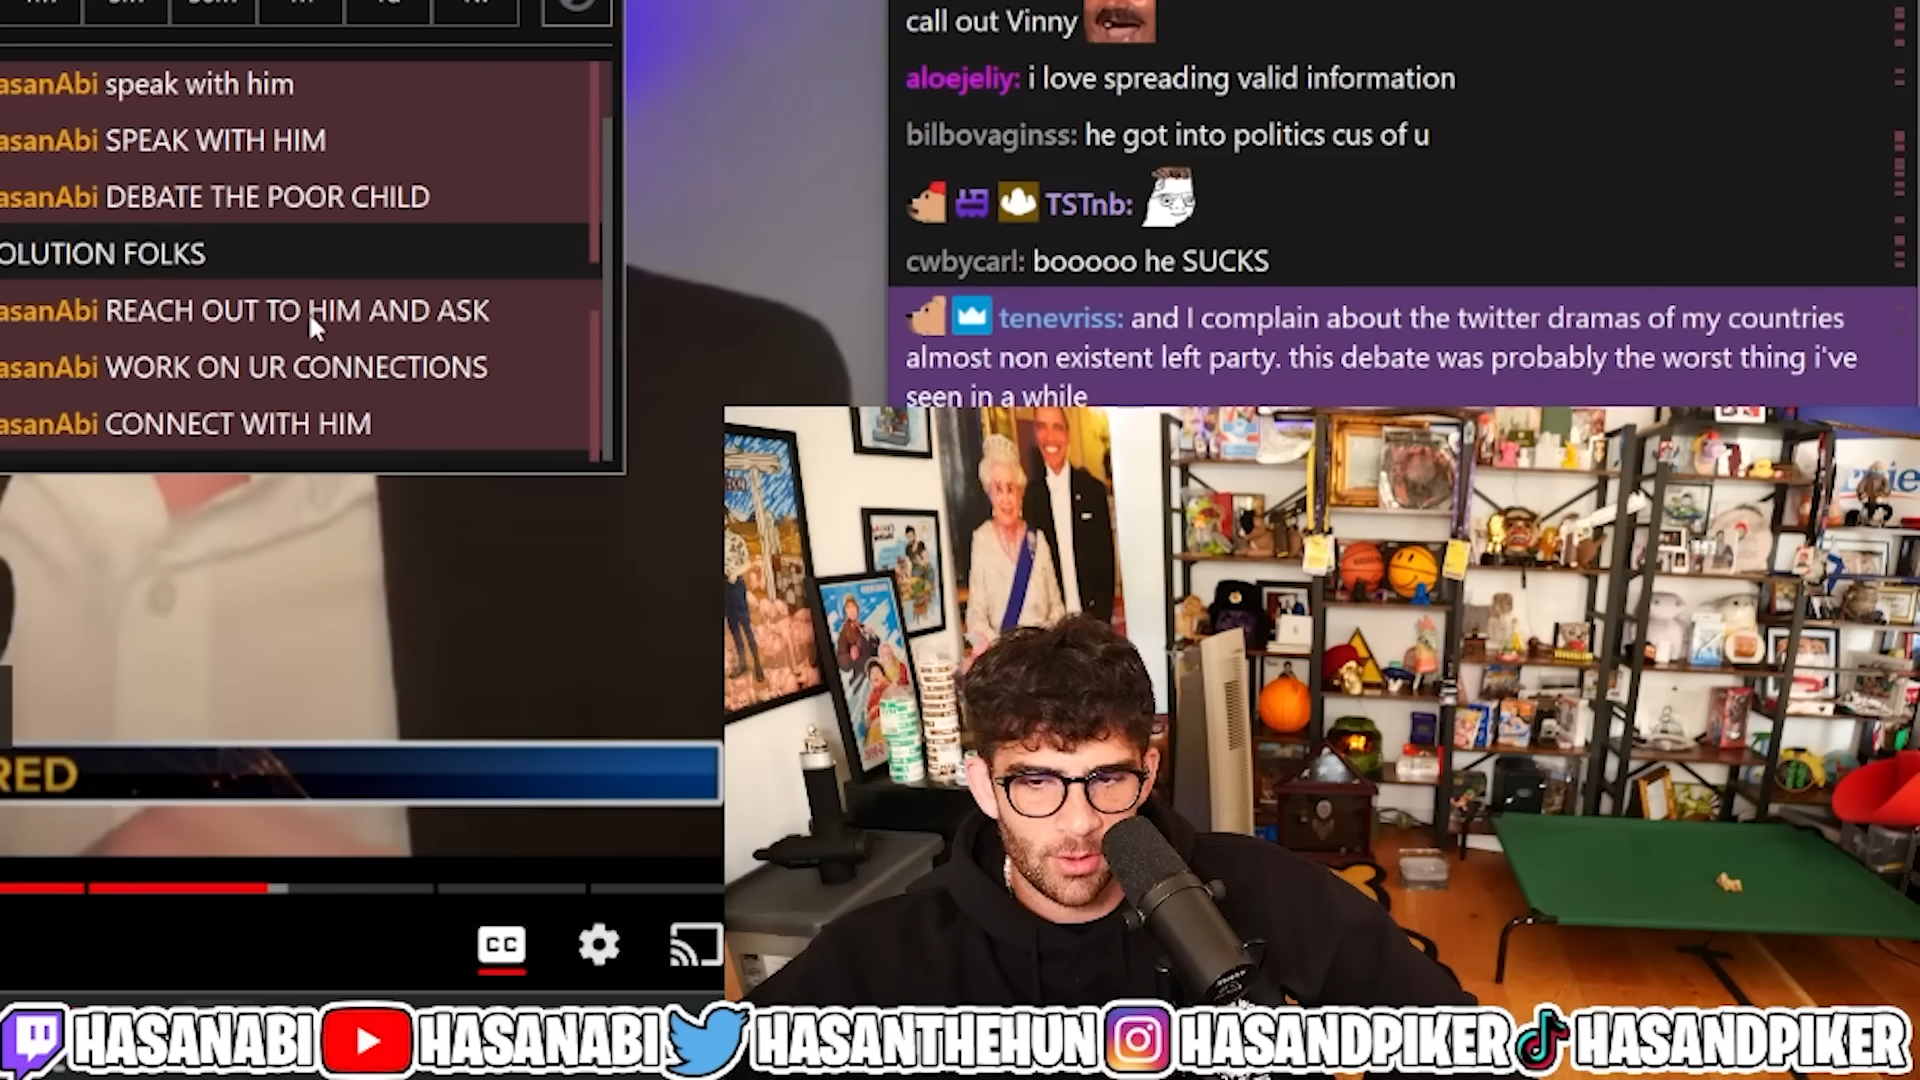 asanAbi speak with him
asanAbi SPEAK WITH HIM
asanAbi DEBATE THE POOR CHILD
OLUTION FOLKS
asanAbi REACH OUT TO HIM AND ASK
asanAbi WORK ON UR CONNECTIONS
asanAbi CONNECT WITH HIM
call out Vinny
aloejeliy: i love spreading valid information
bilbovaginss: he got into politics cus of u
TSTnb:
cwbycarl: booooo he SUCKS
tenevriss: and I complain about the twitter dramas of my countries
almost non existent left party. this debate was probably the worst thing i've
seen in a while
RED
CC
HASANABI HASANABI HASANTHEHUN HASANDPIKER HASANDPIKER